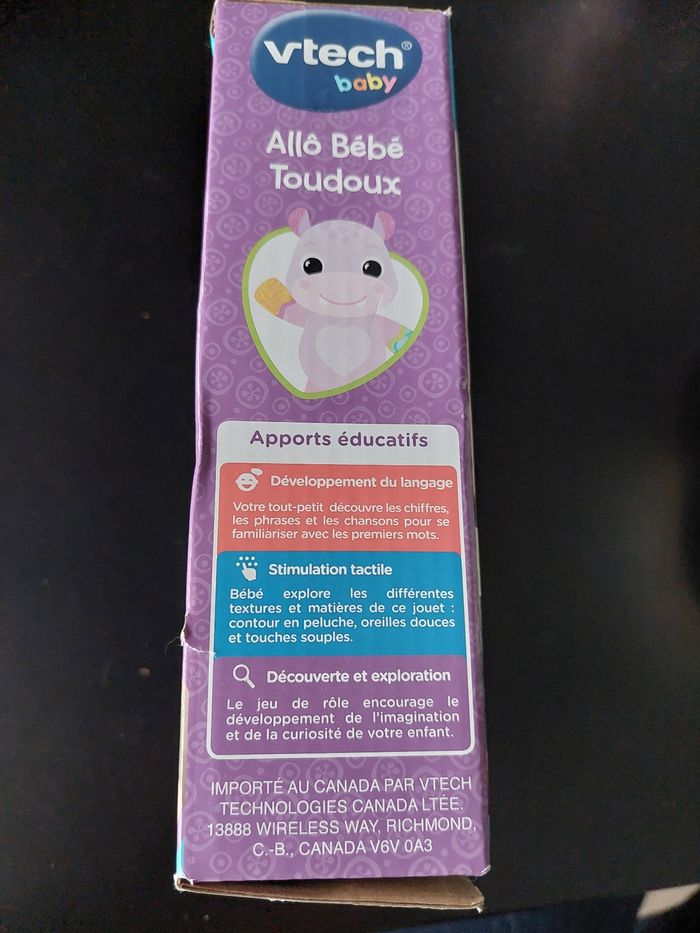 vtech®
baby
Allô Bébé
Toudoux
Apports éducatifs
Développement du langage
Votre tout-petit découvre les chiffres,
les phrases et les chansons pour se
familiariser avec les premiers mots.
Stimulation tactile
Bébé explore les différentes
textures et matières de ce jouet :
contour en peluche, oreilles douces
et touches souples.
Découverte et exploration
Le jeu de rôle encourage le
développement de l'imagination
et de la curiosité de votre enfant.
IMPORTÉ AU CANADA PAR VTECH
TECHNOLOGIES CANADA LTÉE.
13888 WIRELESS WAY, RICHMOND,
C.-B., CANADA V6V 0A3